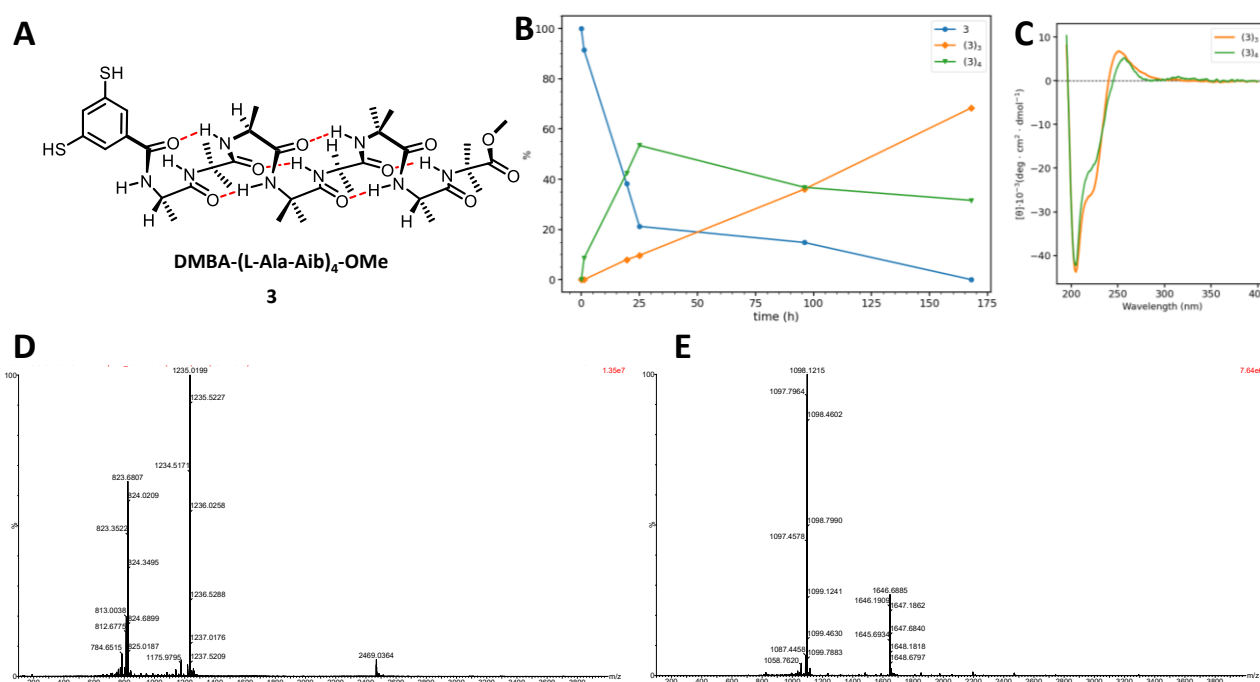 A
SH
HS
O
H
N
H
O
H
N
O
O
N
H
N
O
H
N
O
H
N
H
O
H
N
O
H
N
H
O
N
H
O
DMBA-(L-Ala-Aib)₄-OMe
3
B
%
100
80
60
40
20
0
0 25 50 75 100 125 150 175
time (h)
3
(3)₃
(3)₄
C
[θ]·10⁻³(deg · cm² · dmol⁻¹)
10
0
−10
−20
−30
−40
200 250 300 350 400
Wavelength (nm)
(3)₃
(3)₄
D
100
%
0
1235.0199
1.35e7
1235.5227
1234.5171
823.6807
824.0209
1236.0258
823.3522
824.3495
1236.5288
813.0038
824.6899
812.6775
1237.0176
784.6515
825.0187
1175.9795
1237.5209
2469.0364
m/z
E
100
%
0
1098.1215
1097.7964
1098.4602
1098.7990
1097.4578
1099.1241
1646.6885
1646.1909
1647.1862
1099.4630
1645.6934
1647.6840
1087.4458
1099.7883
1648.1818
1058.7620
1648.6797